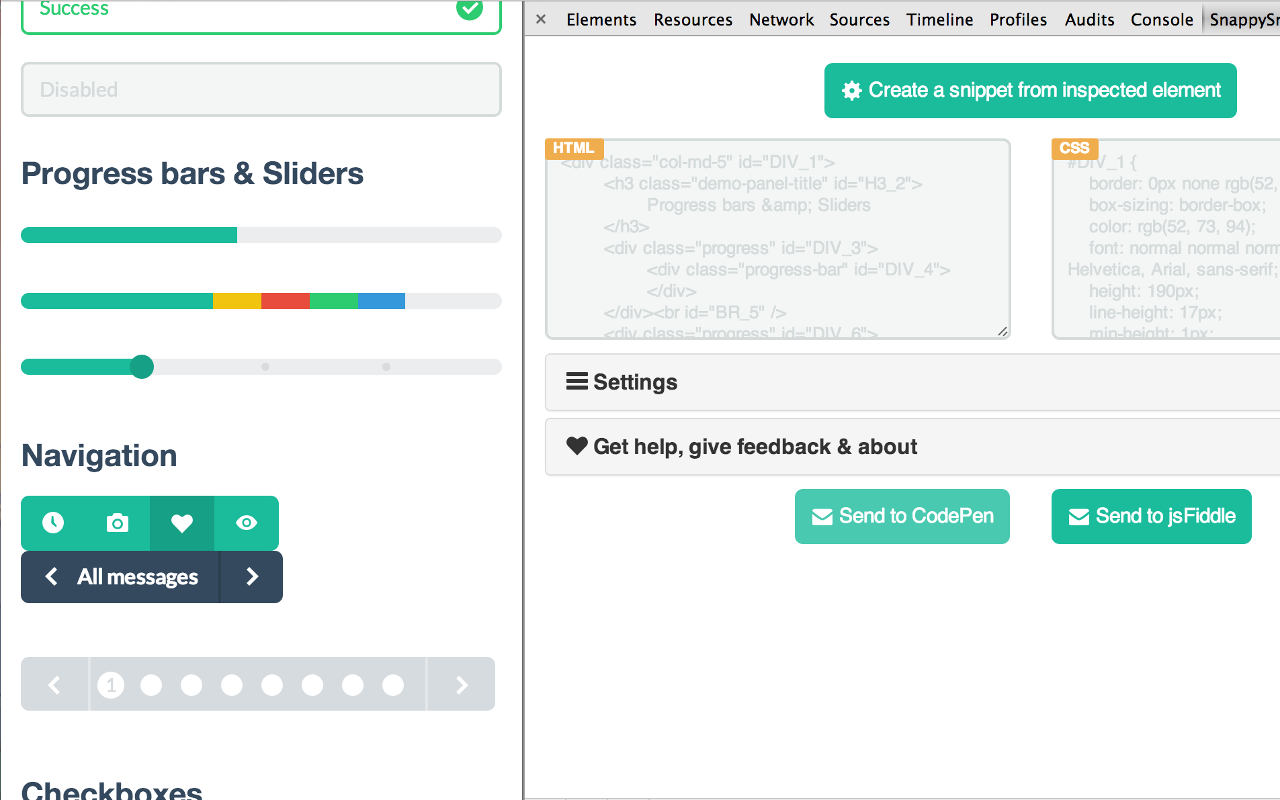 Success
Disabled
Progress bars & Sliders
Navigation
All messages
1
Checkboxes
Elements Resources Network Sources Timeline Profiles Audits Console SnappySn
Create a snippet from inspected element
HTML
<div class="col-md-5" id="DIV_1">
<h3 class="demo-panel-title" id="H3_2">
Progress bars &amp; Sliders
</h3>
<div class="progress" id="DIV_3">
<div class="progress-bar" id="DIV_4">
</div>
</div><br id="BR_5" />
<div class="progress" id="DIV_6">
CSS
#DIV_1 {
border: 0px none rgb(52,
box-sizing: border-box;
color: rgb(52, 73, 94);
font: normal normal norm
Helvetica, Arial, sans-serif;
height: 190px;
line-height: 17px;
min-height: 1px;
Settings
Get help, give feedback & about
Send to CodePen
Send to jsFiddle